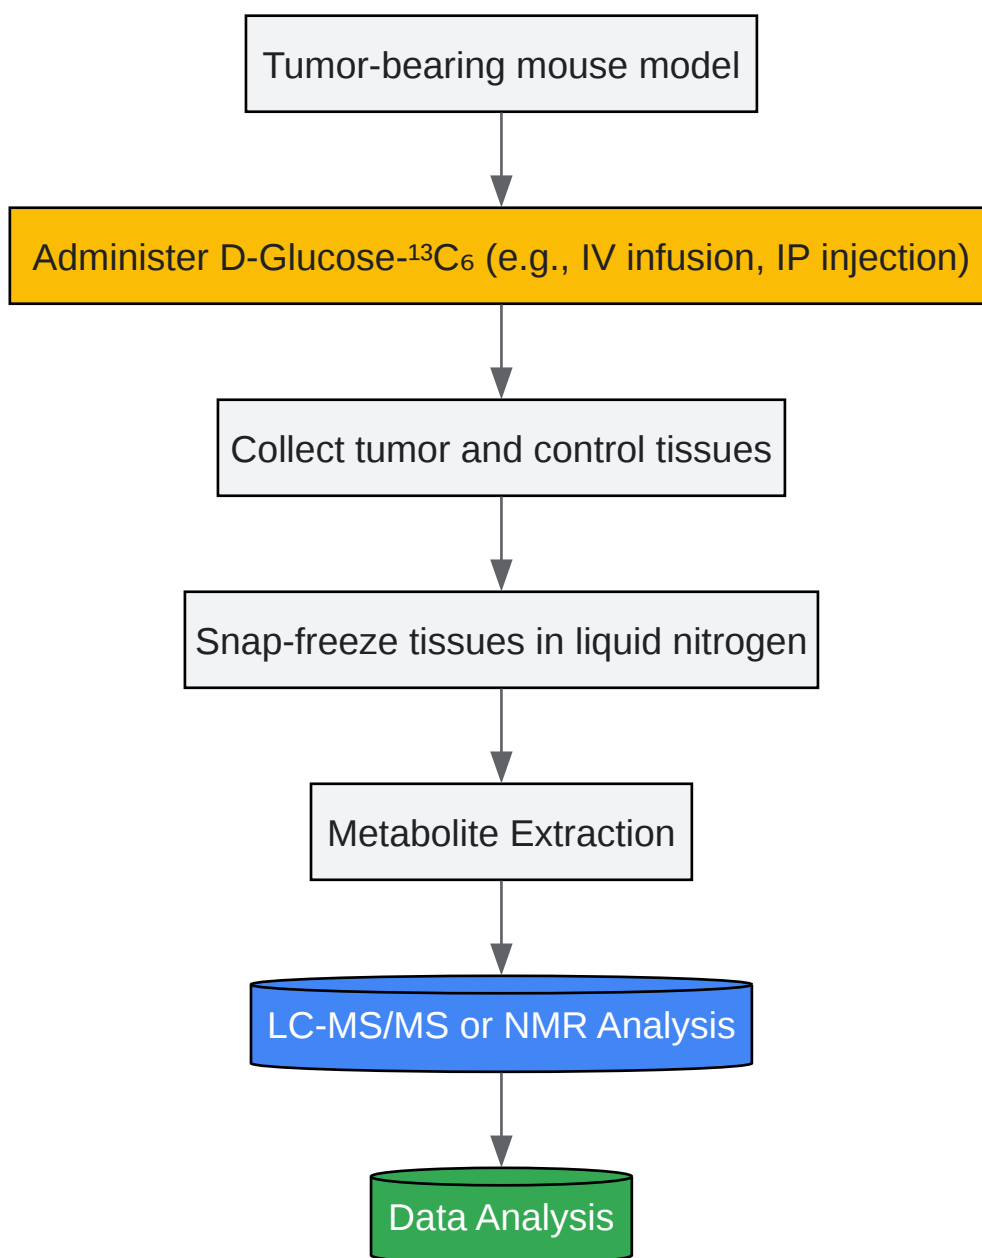 Tumor-bearing mouse model
Administer D-Glucose-¹³C₆ (e.g., IV infusion, IP injection)
Collect tumor and control tissues
Snap-freeze tissues in liquid nitrogen
Metabolite Extraction
LC-MS/MS or NMR Analysis
Data Analysis